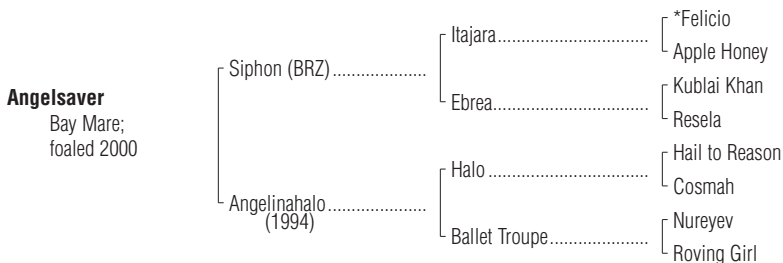 *Felicio
Itajara
Apple Honey
Siphon (BRZ)
Kublai Khan
Ebrea
Resela
Angelsaver
Bay Mare;
foaled 2000
Hail to Reason
Halo
Cosmah
Angelinahalo
(1994)
Nureyev
Ballet Troupe
Roving Girl